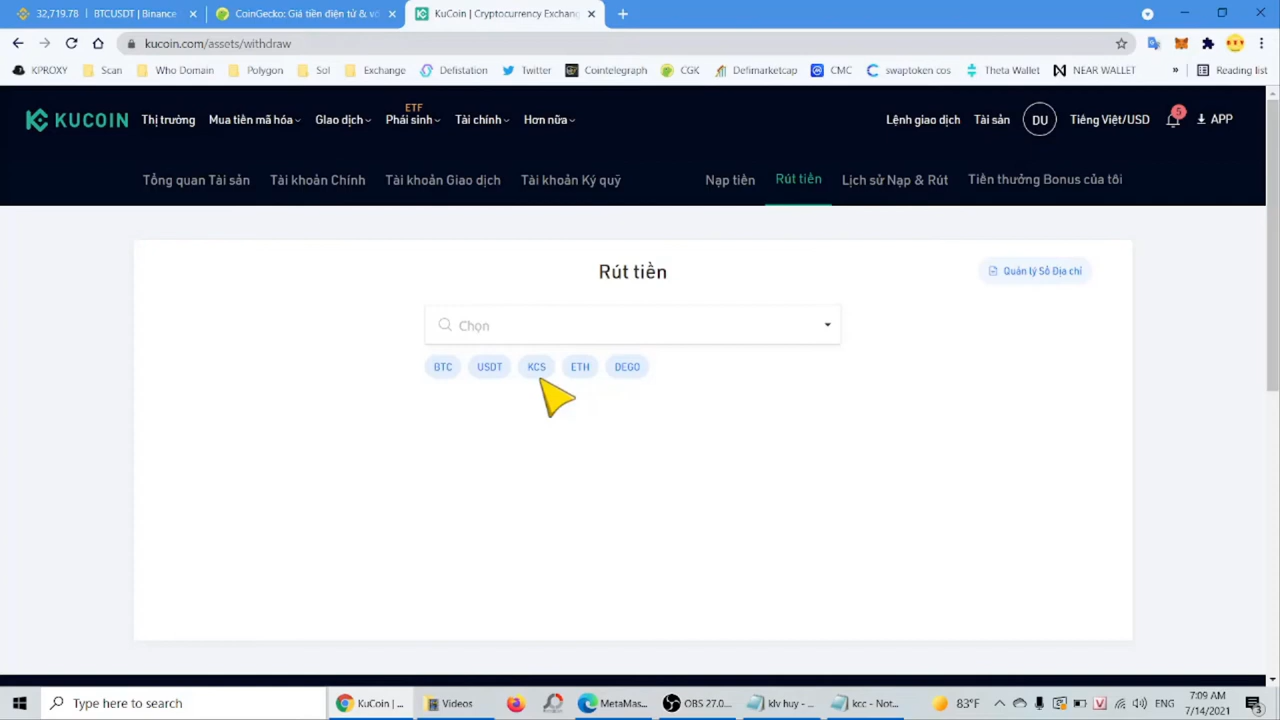 32,719.78 | BTCUSDT | Binance
CoinGecko: Giá tiền điện tử & vố
KuCoin | Cryptocurrency Exchang
kucoin.com/assets/withdraw
KPROXY Scan Who Domain Polygon Sol Exchange Defistation Twitter Cointelegraph CGK Defimarketcap CMC swaptoken cos Theta Wallet NEAR WALLET » Reading list
KUCOIN Thị trường Mua tiền mã hóa Giao dịch ETF Phái sinh Tài chính Hơn nữa Lệnh giao dịch Tài sản DU Tiếng Việt/USD 5 APP
Tổng quan Tài sản Tài khoản Chính Tài khoản Giao dịch Tài khoản Ký quỹ Nạp tiền Rút tiền Lịch sử Nạp & Rút Tiền thưởng Bonus của tôi
Rút tiền
Quản lý Sổ Địa chỉ
Chọn
BTC USDT KCS ETH DEGO
Type here to search
KuCoin | ...
Videos
MetaMas...
OBS 27.0...
klv huy - ...
kcc - Not...
83°F
ENG
7:09 AM
7/14/2021
3